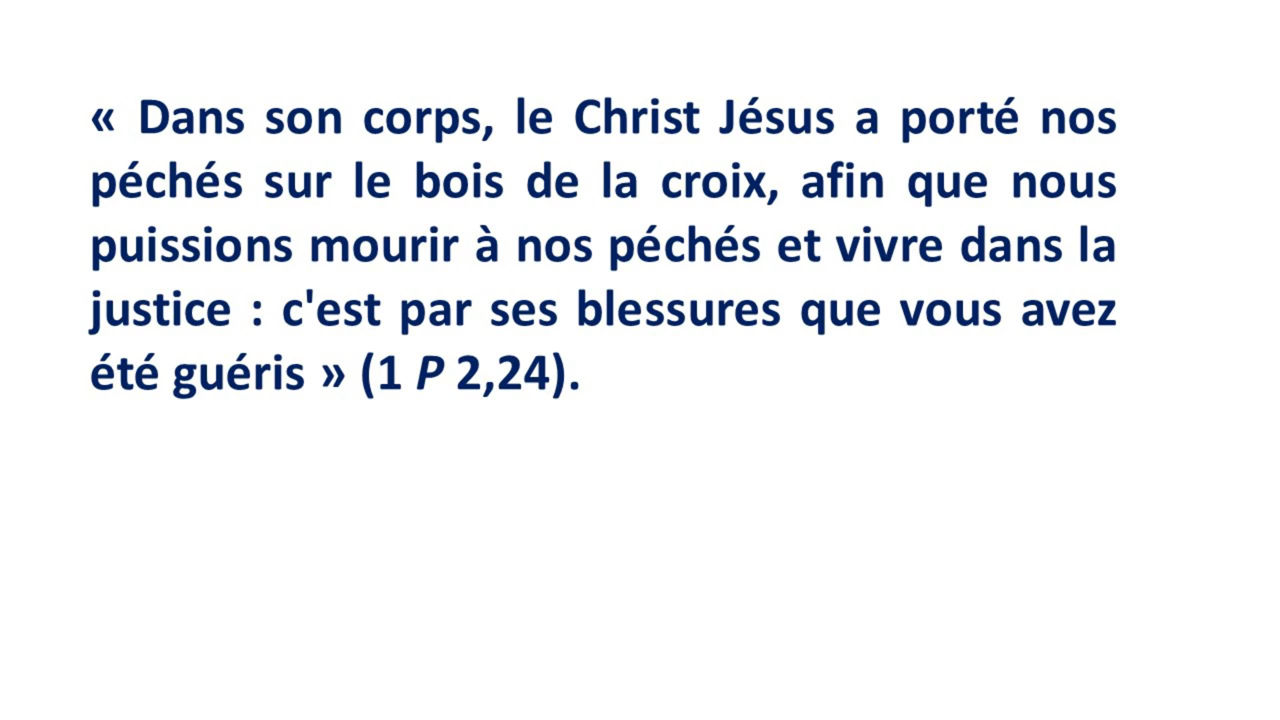 « Dans son corps, le Christ Jésus a porté nos
péchés sur le bois de la croix, afin que nous
puissions mourir à nos péchés et vivre dans la
justice : c'est par ses blessures que vous avez
été guéris » (1 P 2,24).